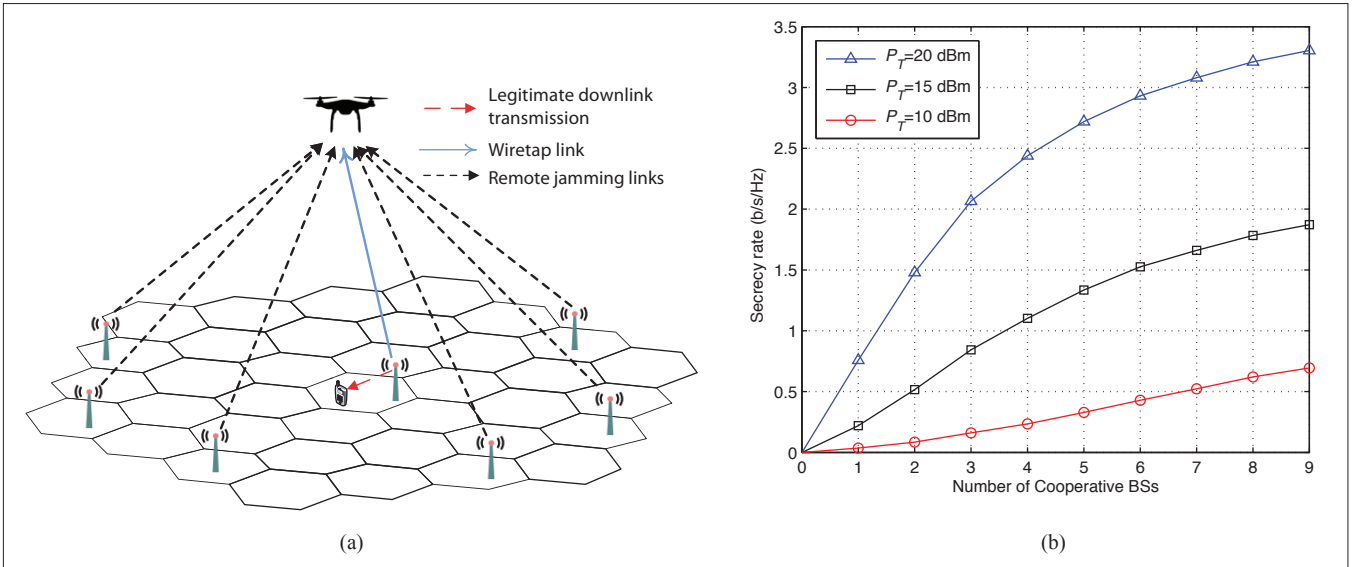 Legitimate downlink
transmission
Wiretap link
Remote jamming links
(a)
3.5
3
2.5
2
1.5
1
0.5
0
Secrecy rate (b/s/Hz)
P_T=20 dBm
P_T=15 dBm
P_T=10 dBm
0 1 2 3 4 5 6 7 8 9
Number of Cooperative BSs
(b)